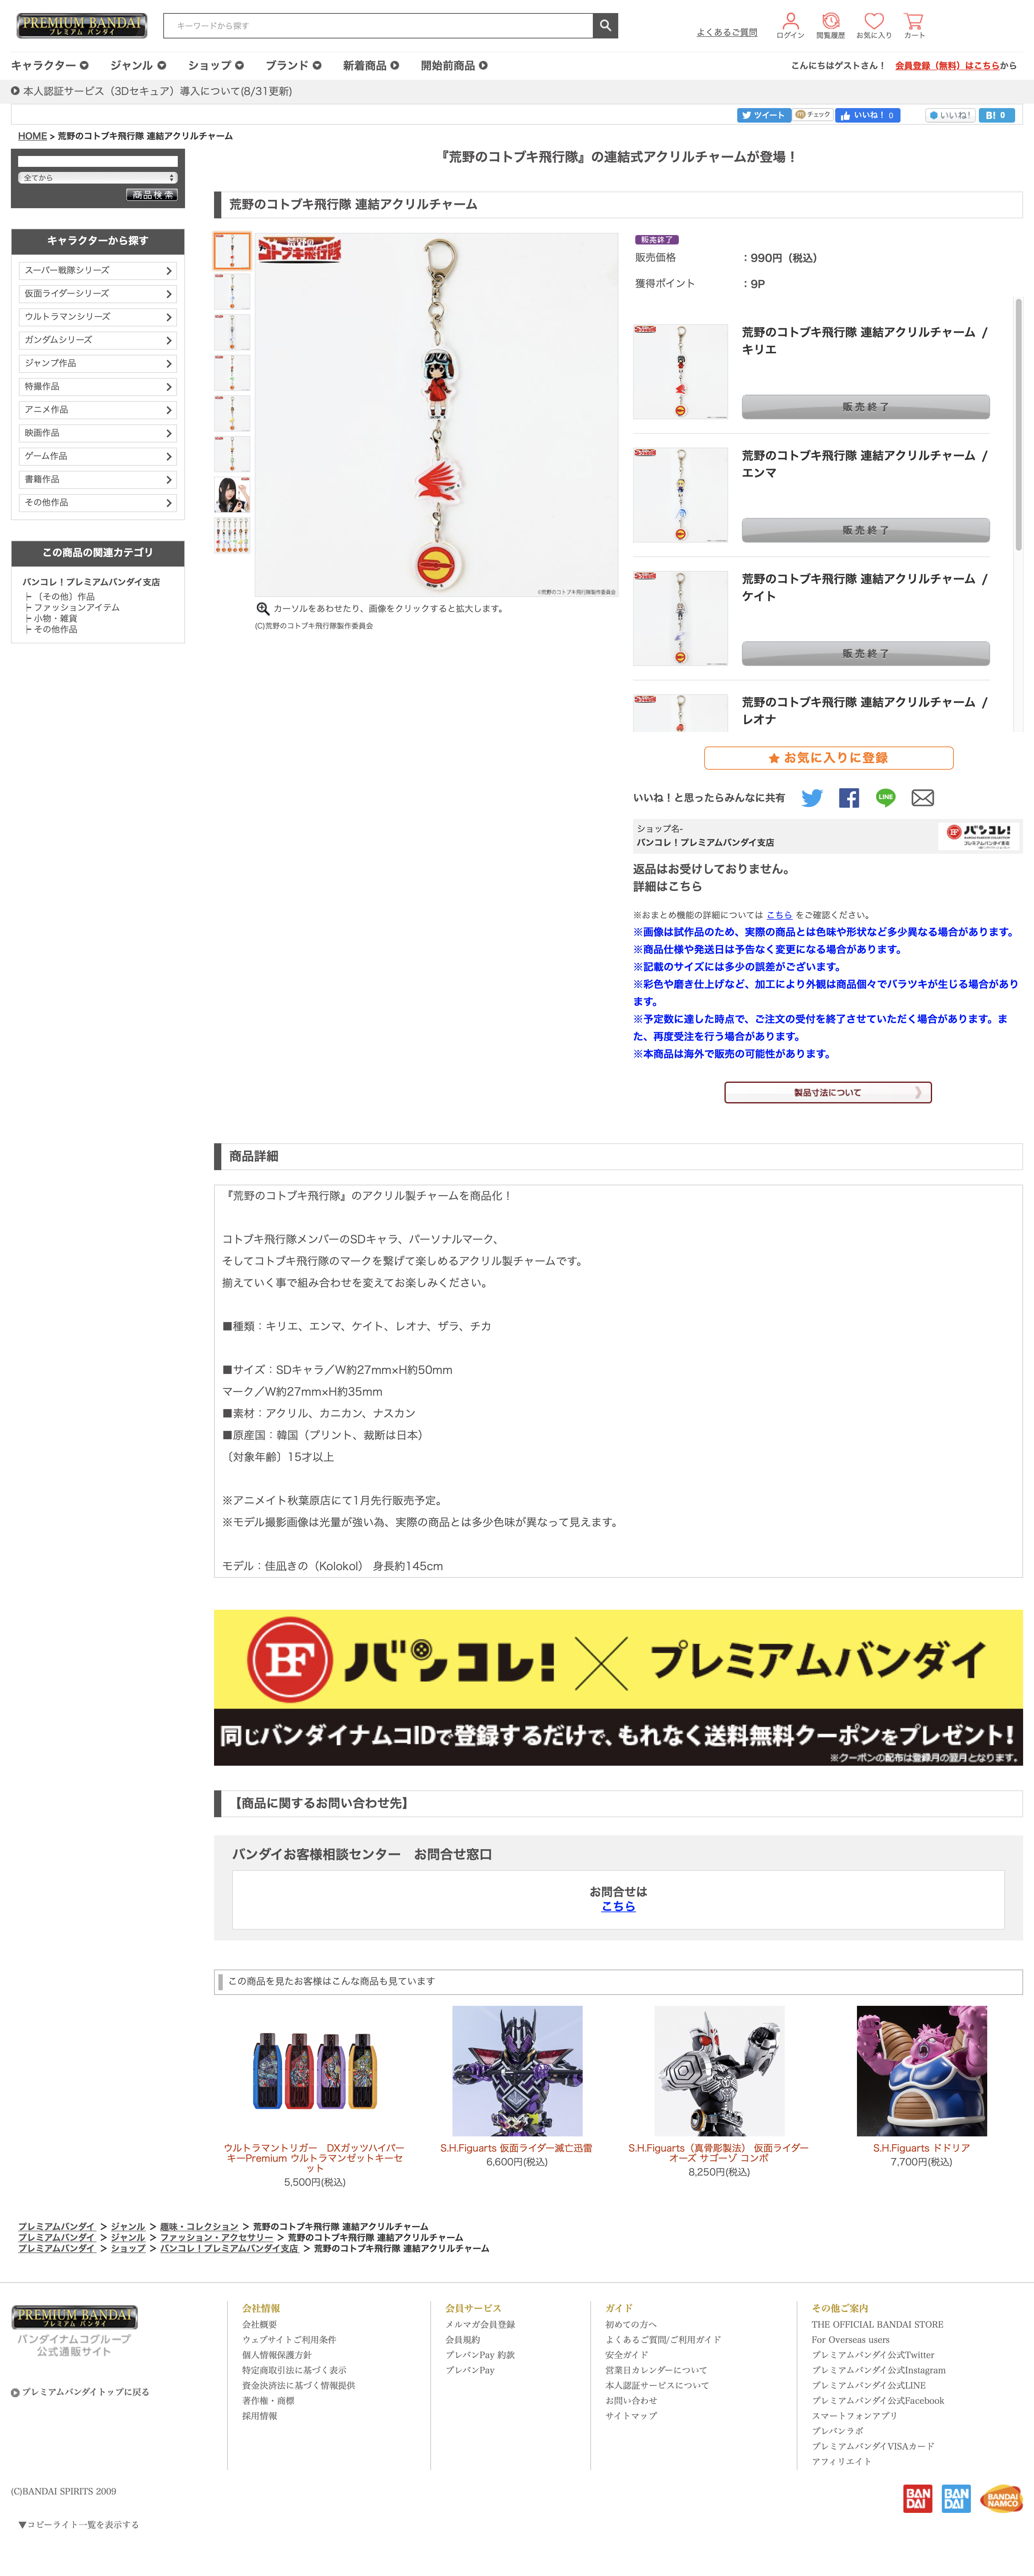 PREMIUM BANDAI
プレミアム バンダイ
キーワードから探す
よくあるご質問
ログイン
閲覧履歴
お気に入り
カート
キャラクター
ジャンル
ショップ
ブランド
新着商品
開始前商品
こんにちはゲストさん！ 会員登録（無料）はこちらから
本人認証サービス（3Dセキュア）導入について(8/31更新)
ツイート
チェック
いいね！ 0
いいね!
B! 0
HOME > 荒野のコトブキ飛行隊 連結アクリルチャーム
全てから
商品検索
キャラクターから探す
スーパー戦隊シリーズ
仮面ライダーシリーズ
ウルトラマンシリーズ
ガンダムシリーズ
ジャンプ作品
特撮作品
アニメ作品
映画作品
ゲーム作品
書籍作品
その他作品
この商品の関連カテゴリ
バンコレ！プレミアムバンダイ支店
├ 〔その他〕作品
├ ファッションアイテム
├ 小物・雑貨
├ その他作品
『荒野のコトブキ飛行隊』の連結式アクリルチャームが登場！
荒野のコトブキ飛行隊 連結アクリルチャーム
荒野の
コトブキ飛行隊
©荒野のコトブキ飛行隊製作委員会
カーソルをあわせたり、画像をクリックすると拡大します。
(C)荒野のコトブキ飛行隊製作委員会
販売終了
販売価格 ：990円（税込）
獲得ポイント ：9P
荒野のコトブキ飛行隊 連結アクリルチャーム /
キリエ
販売終了
荒野のコトブキ飛行隊 連結アクリルチャーム /
エンマ
販売終了
荒野のコトブキ飛行隊 連結アクリルチャーム /
ケイト
販売終了
荒野のコトブキ飛行隊 連結アクリルチャーム /
レオナ
★ お気に入りに登録
いいね！と思ったらみんなに共有
LINE
ショップ名-
バンコレ！プレミアムバンダイ支店
バンコレ!
プレミアムバンダイ支店
返品はお受けしておりません。
詳細はこちら
※おまとめ機能の詳細については こちら をご確認ください。
※画像は試作品のため、実際の商品とは色味や形状など多少異なる場合があります。
※商品仕様や発送日は予告なく変更になる場合があります。
※記載のサイズには多少の誤差がございます。
※彩色や磨き仕上げなど、加工により外観は商品個々でバラツキが生じる場合があり
ます。
※予定数に達した時点で、ご注文の受付を終了させていただく場合があります。ま
た、再度受注を行う場合があります。
※本商品は海外で販売の可能性があります。
製品寸法について
商品詳細
『荒野のコトブキ飛行隊』のアクリル製チャームを商品化！
コトブキ飛行隊メンバーのSDキャラ、パーソナルマーク、
そしてコトブキ飛行隊のマークを繋げて楽しめるアクリル製チャームです。
揃えていく事で組み合わせを変えてお楽しみください。
■種類：キリエ、エンマ、ケイト、レオナ、ザラ、チカ
■サイズ：SDキャラ／W約27mm×H約50mm
マーク／W約27mm×H約35mm
■素材：アクリル、カニカン、ナスカン
■原産国：韓国（プリント、裁断は日本）
〔対象年齢〕15才以上
※アニメイト秋葉原店にて1月先行販売予定。
※モデル撮影画像は光量が強い為、実際の商品とは多少色味が異なって見えます。
モデル：佳凪きの（Kolokol） 身長約145cm
BF バンコレ! × プレミアムバンダイ
同じバンダイナムコIDで登録するだけで、もれなく送料無料クーポンをプレゼント!
※クーポンの配布は登録月の翌月となります。
【商品に関するお問い合わせ先】
バンダイお客様相談センター　お問合せ窓口
お問合せは
こちら
この商品を見たお客様はこんな商品も見ています
ウルトラマントリガー　DXガッツハイパー
キーPremium ウルトラマンゼットキーセ
ット
5,500円(税込)
S.H.Figuarts 仮面ライダー滅亡迅雷
6,600円(税込)
S.H.Figuarts（真骨彫製法） 仮面ライダー
オーズ サゴーゾ コンボ
8,250円(税込)
S.H.Figuarts ドドリア
7,700円(税込)
プレミアムバンダイ > ジャンル > 趣味・コレクション > 荒野のコトブキ飛行隊 連結アクリルチャーム
プレミアムバンダイ > ジャンル > ファッション・アクセサリー > 荒野のコトブキ飛行隊 連結アクリルチャーム
プレミアムバンダイ > ショップ > バンコレ！プレミアムバンダイ支店 > 荒野のコトブキ飛行隊 連結アクリルチャーム
PREMIUM BANDAI
プレミアム バンダイ
バンダイナムコグループ
公式通販サイト
プレミアムバンダイトップに戻る
会社情報
会社概要
ウェブサイトご利用条件
個人情報保護方針
特定商取引法に基づく表示
資金決済法に基づく情報提供
著作権・商標
採用情報
会員サービス
メルマガ会員登録
会員規約
プレバンPay 約款
プレバンPay
ガイド
初めての方へ
よくあるご質問/ご利用ガイド
安全ガイド
営業日カレンダーについて
本人認証サービスについて
お問い合わせ
サイトマップ
その他ご案内
THE OFFICIAL BANDAI STORE
For Overseas users
プレミアムバンダイ公式Twitter
プレミアムバンダイ公式Instagram
プレミアムバンダイ公式LINE
プレミアムバンダイ公式Facebook
スマートフォンアプリ
プレバンラボ
プレミアムバンダイVISAカード
アフィリエイト
(C)BANDAI SPIRITS 2009
BAN
DAI
BAN
DAI
BANDAI
NAMCO
▼コピーライト一覧を表示する